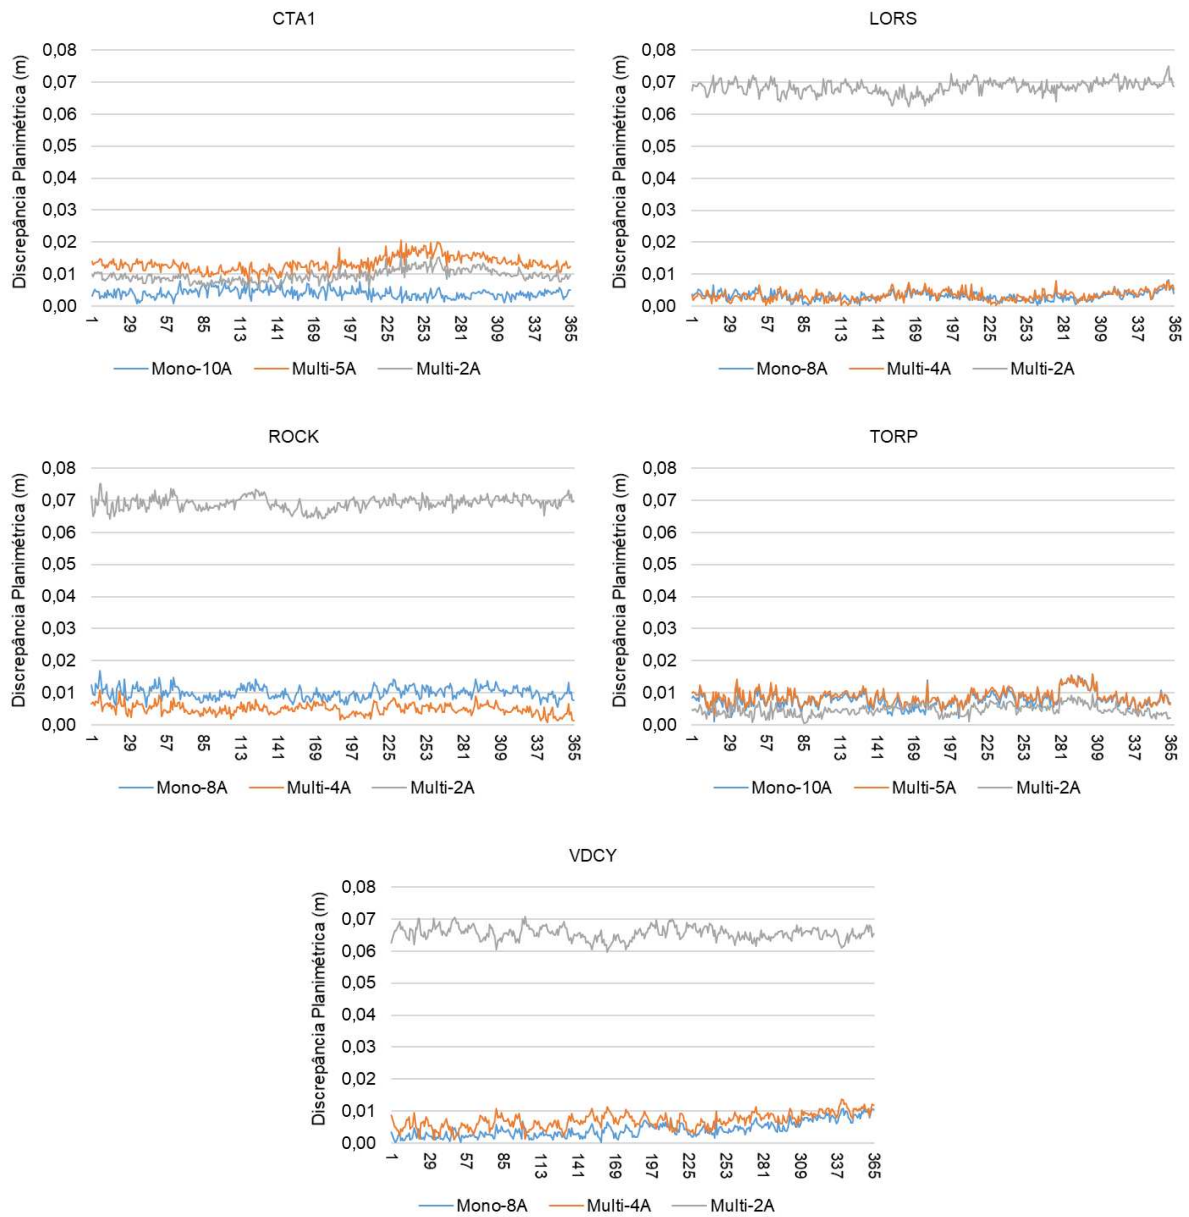 CTA1
Discrepância Planimétrica (m)
0,08
0,07
0,06
0,05
0,04
0,03
0,02
0,01
0,00
1 29 57 85 113 141 169 197 225 253 281 309 337 365
Mono-10A Multi-5A Multi-2A
LORS
Discrepância Planimétrica (m)
0,08
0,07
0,06
0,05
0,04
0,03
0,02
0,01
0,00
1 29 57 85 113 141 169 197 225 253 281 309 337 365
Mono-8A Multi-4A Multi-2A
ROCK
Discrepância Planimétrica (m)
0,08
0,07
0,06
0,05
0,04
0,03
0,02
0,01
0,00
1 29 57 85 113 141 169 197 225 253 281 309 337 365
Mono-8A Multi-4A Multi-2A
TORP
Discrepância Planimétrica (m)
0,08
0,07
0,06
0,05
0,04
0,03
0,02
0,01
0,00
1 29 57 85 113 141 169 197 225 253 281 309 337 365
Mono-10A Multi-5A Multi-2A
VDCY
Discrepância Planimétrica (m)
0,08
0,07
0,06
0,05
0,04
0,03
0,02
0,01
0,00
1 29 57 85 113 141 169 197 225 253 281 309 337 365
Mono-8A Multi-4A Multi-2A